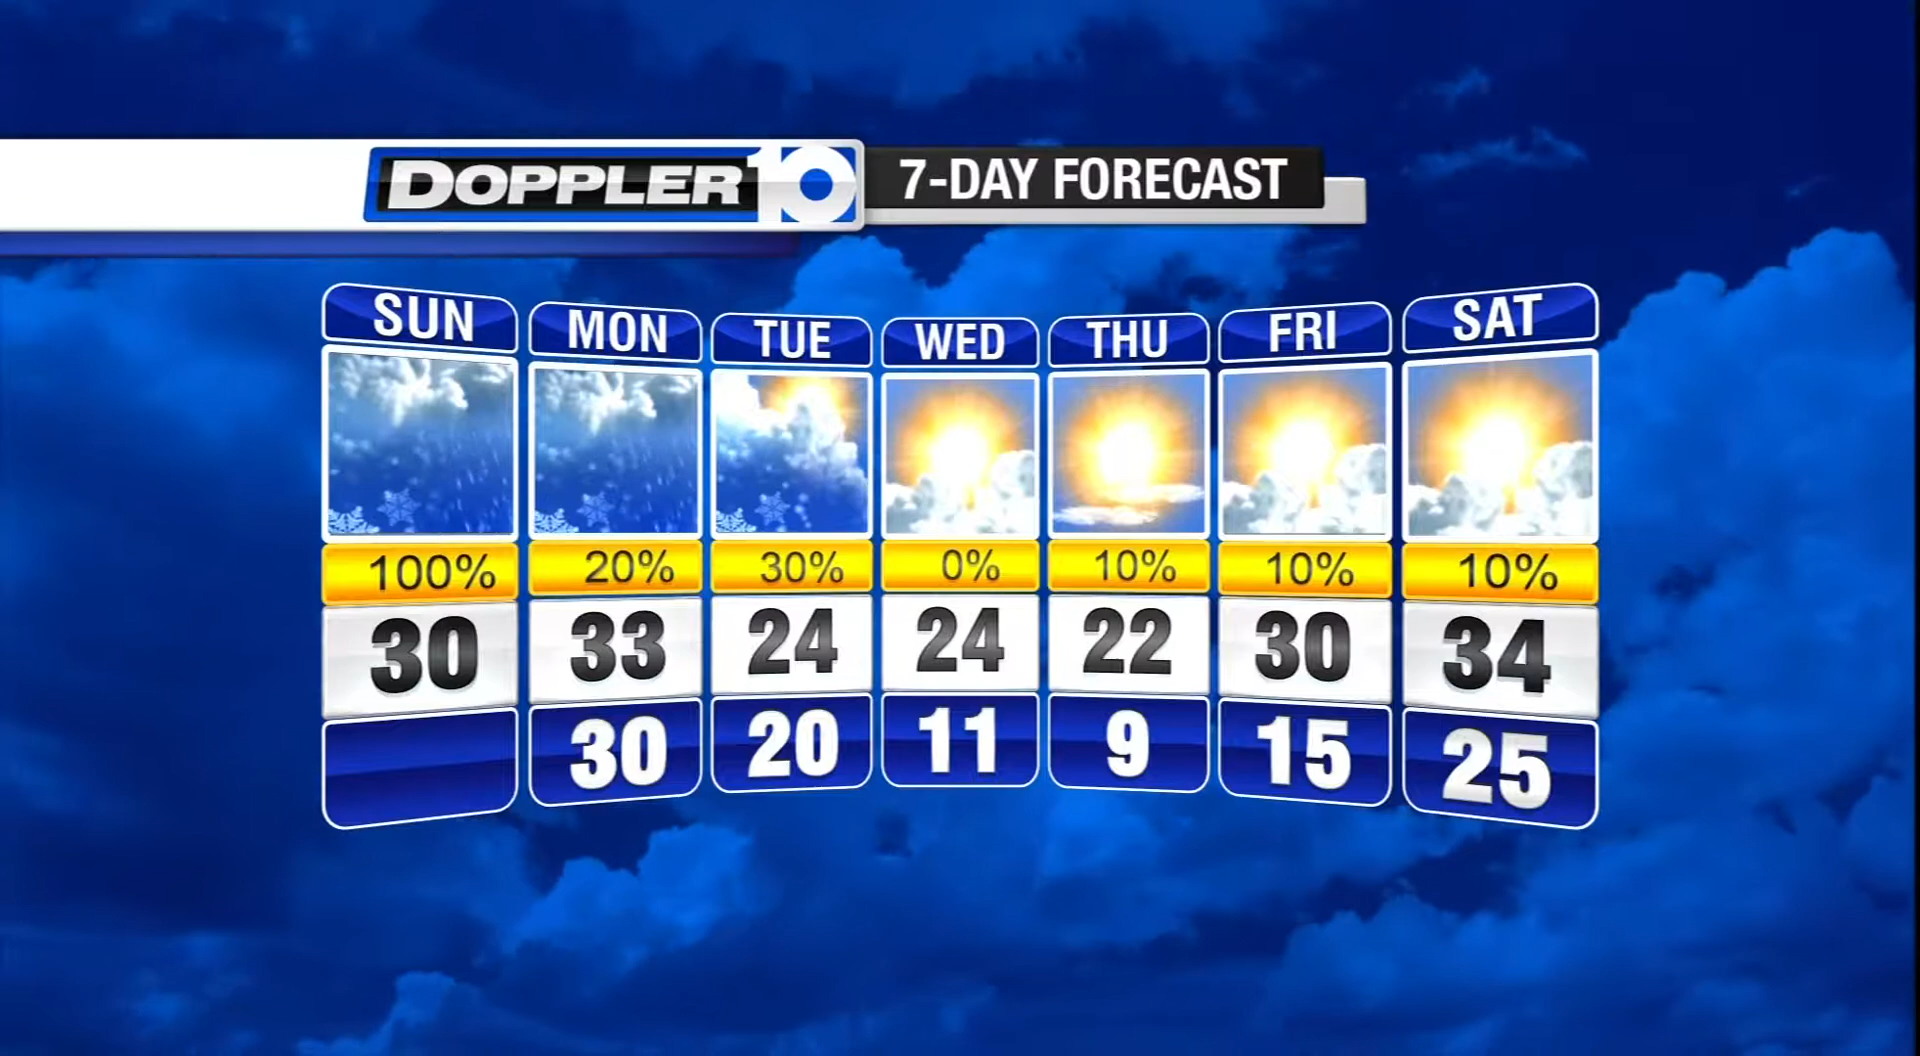 DOPPLER 10 7-DAY FORECAST
SUN MON TUE WED THU FRI SAT
100% 20% 30% 0% 10% 10% 10%
30 33 24 24 22 30 34
30 20 11 9 15 25